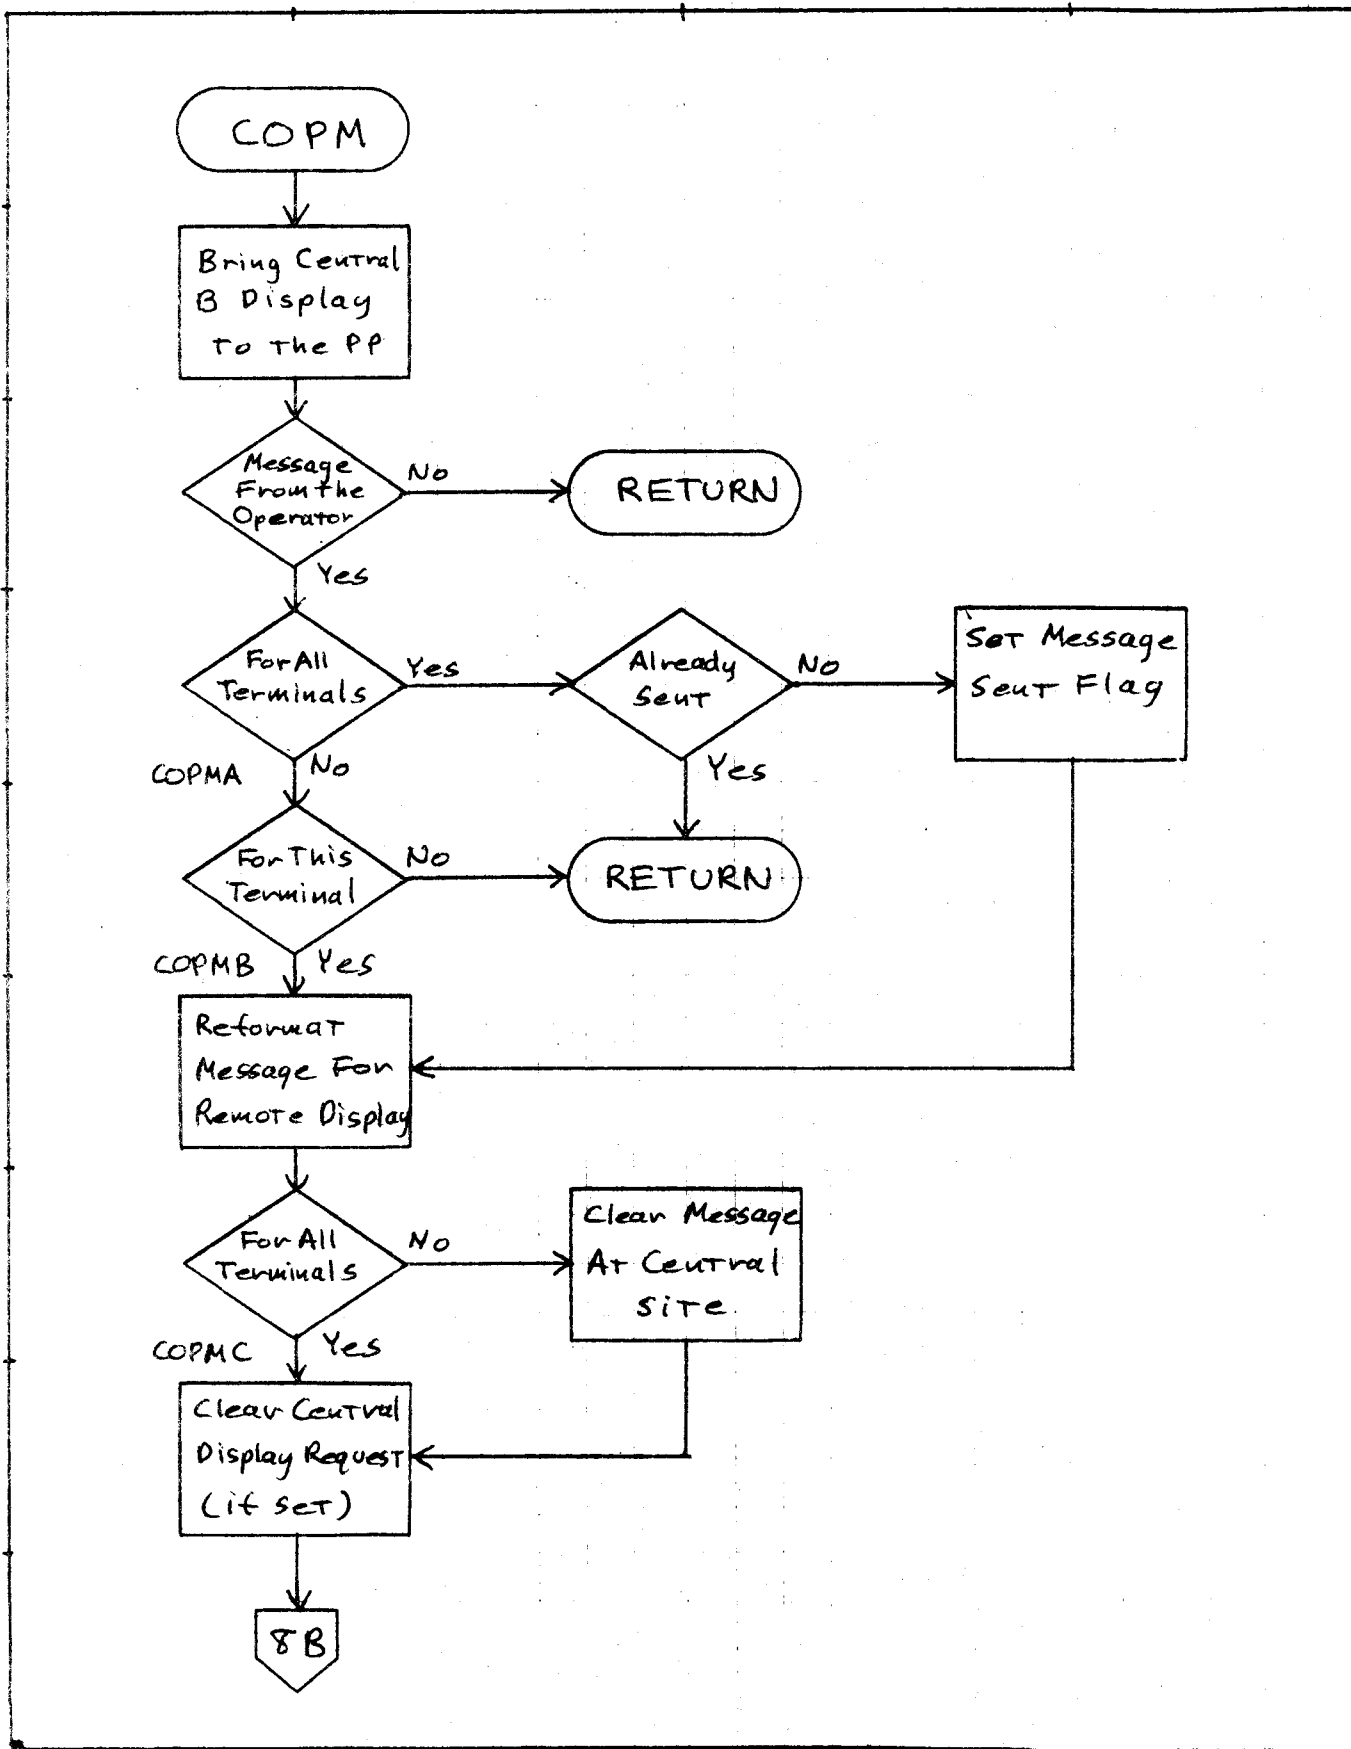 COPM
Bring Central
B Display
To The PP
Message
From the
Operator
No
RETURN
Yes
For All
Terminals
Yes
Already
Sent
No
Set Message
Sent Flag
COPMA
No
Yes
For This
Terminal
No
RETURN
COPMB
Yes
Reformat
Message For
Remote Display
For All
Terminals
No
Clear Message
At Central
Site
COPMC
Yes
Clear Central
Display Request
(if set)
8B